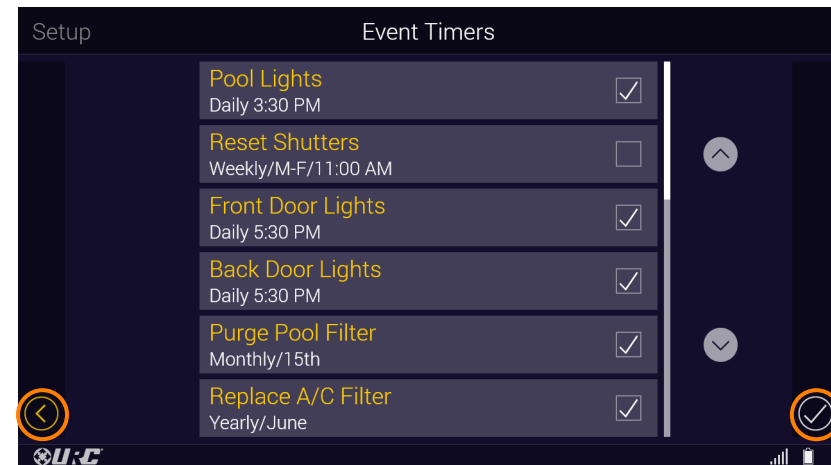 Setup
Event Timers
Pool Lights
Daily 3:30 PM
Reset Shutters
Weekly/M-F/11:00 AM
Front Door Lights
Daily 5:30 PM
Back Door Lights
Daily 5:30 PM
Purge Pool Filter
Monthly/15th
Replace A/C Filter
Yearly/June
URC